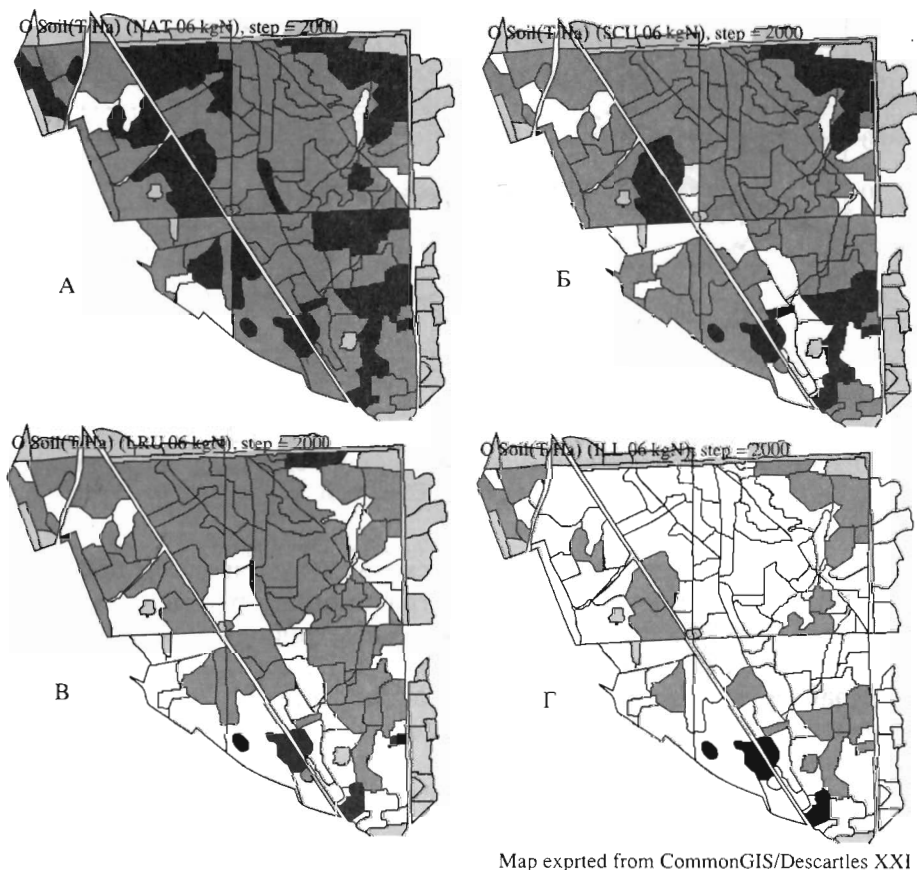 O Soil(T/Ha) (NAT 06 kgN), step = 2000
O Soil(T/Ha) (SCU 06 kgN), step = 2000
А
Б
O Soil(T/Ha) (LRU 06 kgN), step = 2000
O Soil(T/Ha) (ILL 06 kgN), step = 2000
В
Г
Map exprted from CommonGIS/Descartles XXI